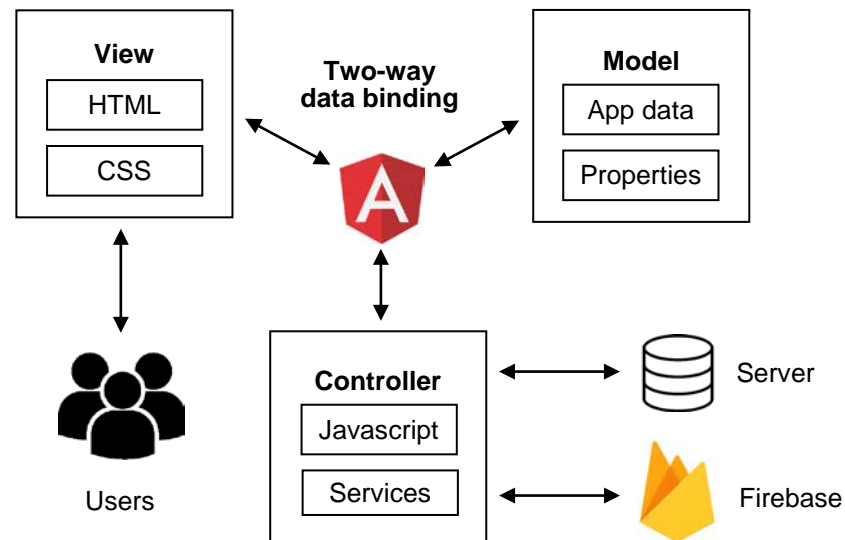 View
HTML
CSS
Two-way
data binding
Model
App data
Properties
A
Users
Controller
Javascript
Services
Server
Firebase